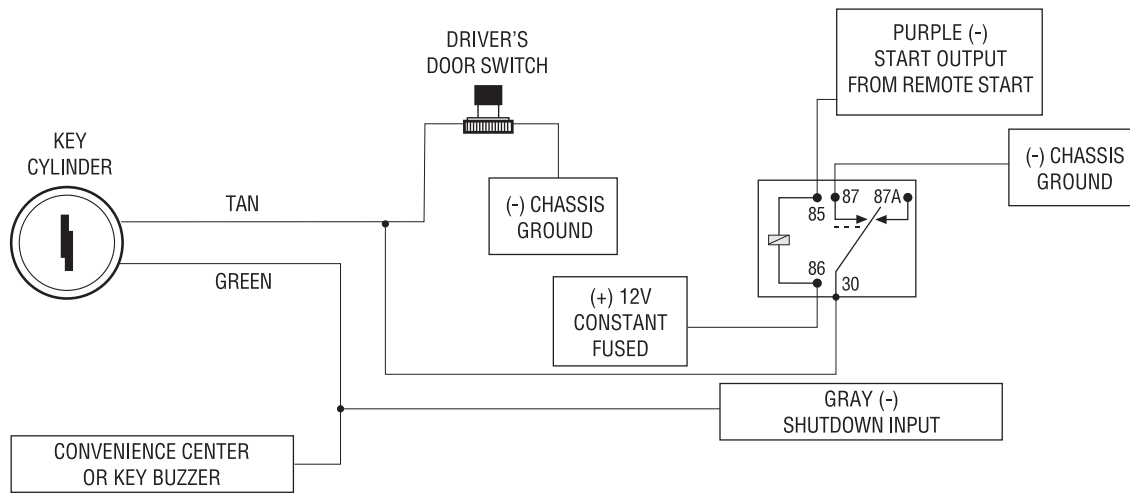 PURPLE (-)
START OUTPUT
FROM REMOTE START
DRIVER'S
DOOR SWITCH
KEY
CYLINDER
(-) CHASSIS
GROUND
TAN
(-) CHASSIS
GROUND
87
87A
85
86
30
GREEN
(+) 12V
CONSTANT
FUSED
GRAY (-)
SHUTDOWN INPUT
CONVENIENCE CENTER
OR KEY BUZZER